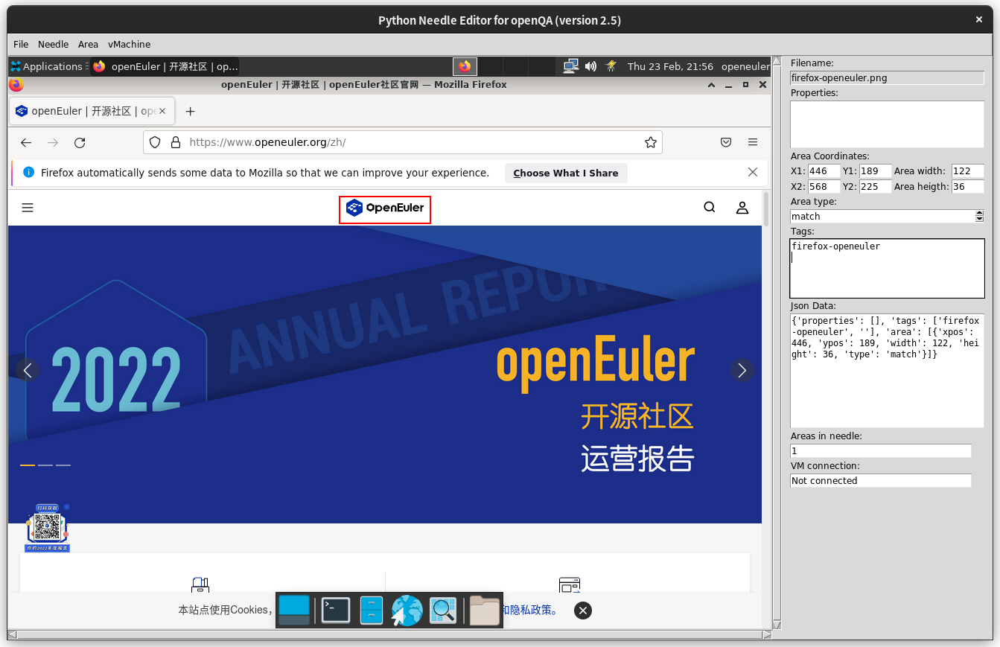 Python Needle Editor for openQA (version 2.5)
File Needle Area vMachine
Applications openEuler | 开源社区 | op...
Thu 23 Feb, 21:56 openeuler
openEuler | 开源社区 | openEuler社区官网 — Mozilla Firefox
openEuler | 开源社区 | ope
https://www.openeuler.org/zh/
Firefox automatically sends some data to Mozilla so that we can improve your experience. Choose What I Share
OpenEuler
ANNUAL REPORT
2022
openEuler
开源社区
运营报告
扫码获取
你的2022年度报告
本站点使用Cookies，
和隐私政策。
Filename:
firefox-openeuler.png
Properties:
Area Coordinates:
X1: 446 Y1: 189 Area width: 122
X2: 568 Y2: 225 Area heigth: 36
Area type:
match
Tags:
firefox-openeuler
Json Data:
{'properties': [], 'tags': ['firefox
-openeuler', ''], 'area': [{'xpos':
446, 'ypos': 189, 'width': 122, 'hei
ght': 36, 'type': 'match'}]}
Areas in needle:
1
VM connection:
Not connected